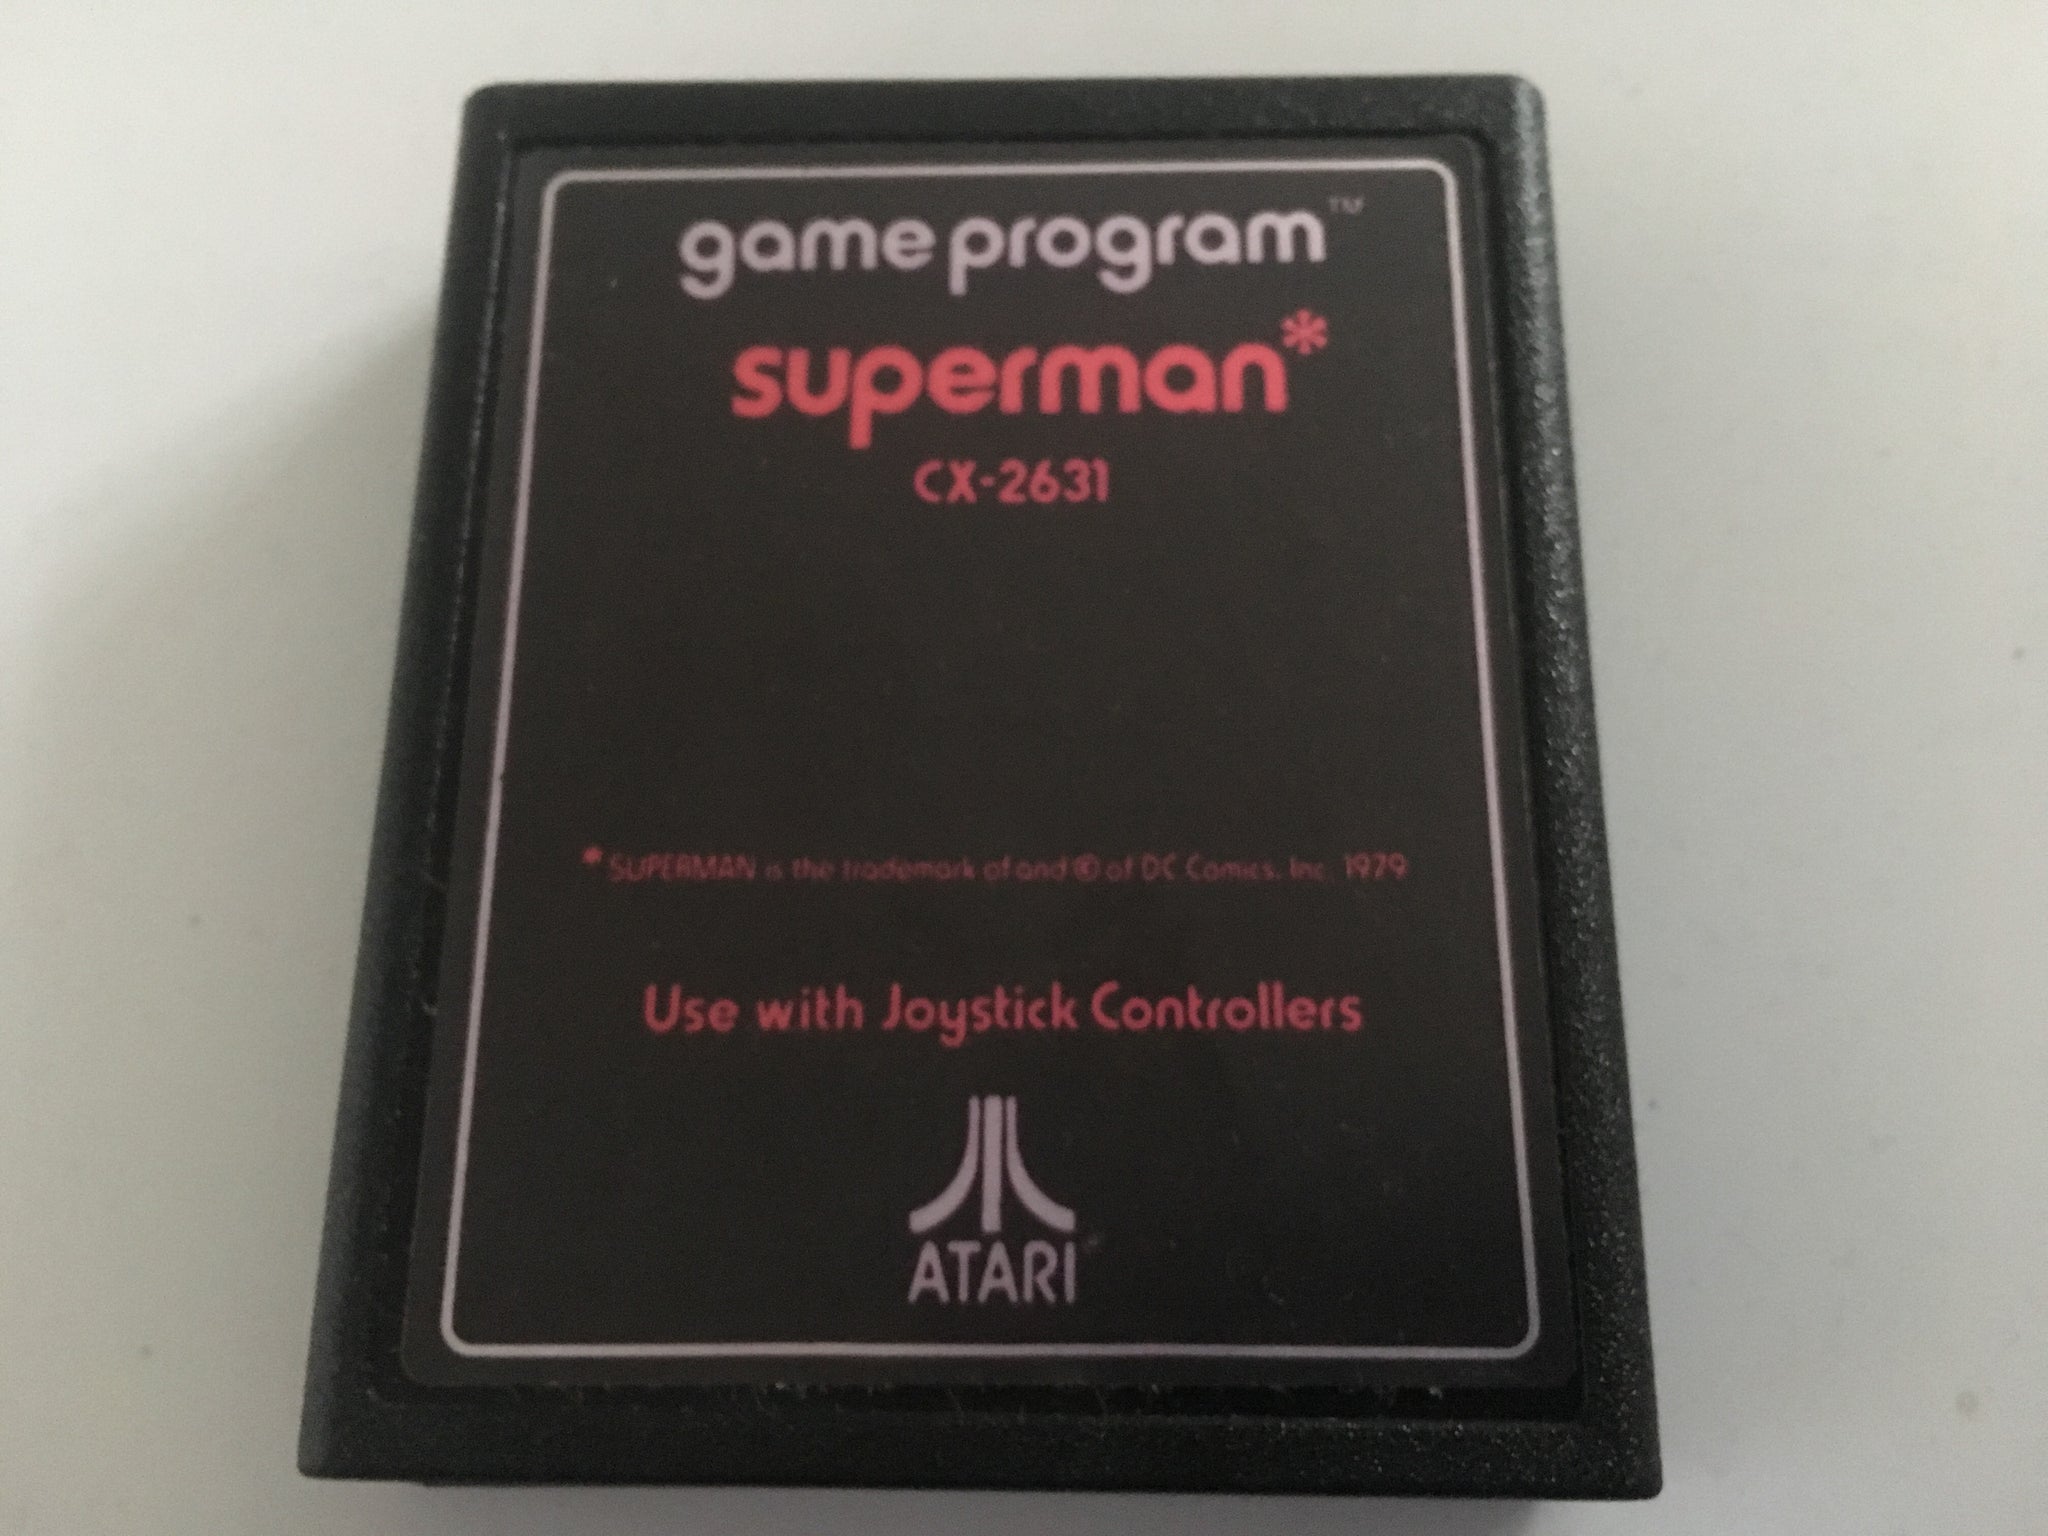 game program™
superman*
CX-2631
* SUPERMAN is the trademark of and © of DC Comics, Inc. 1979
Use with Joystick Controllers
ATARI